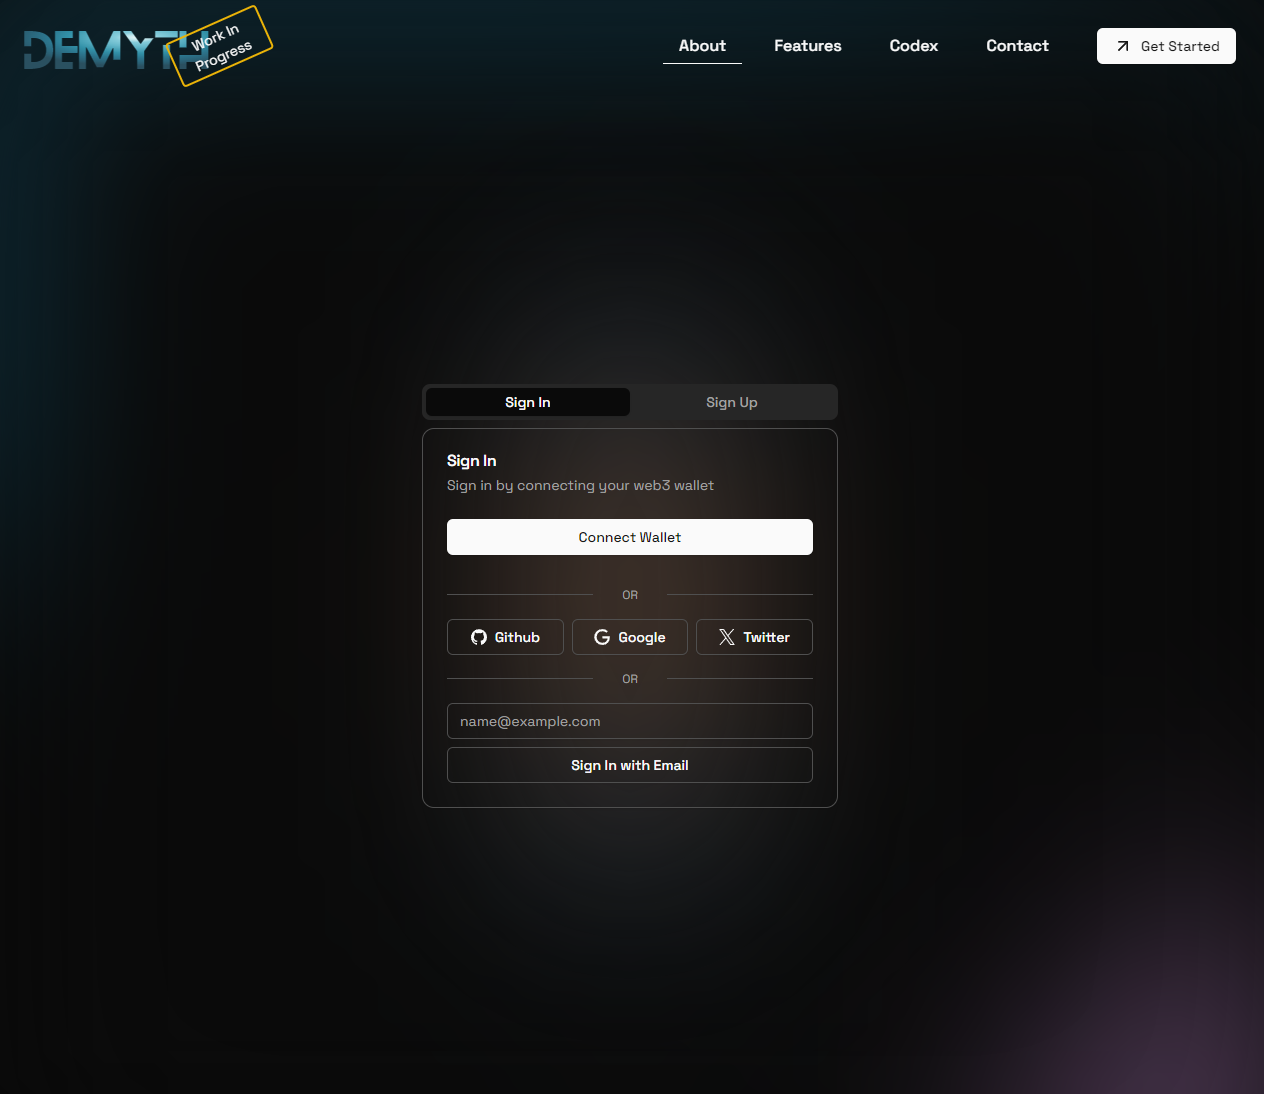 DEMYTH
Work In
Progress
About
Features
Codex
Contact
Get Started
Sign In
Sign Up
Sign In
Sign in by connecting your web3 wallet
Connect Wallet
OR
Github
Google
Twitter
OR
name@example.com
Sign In with Email